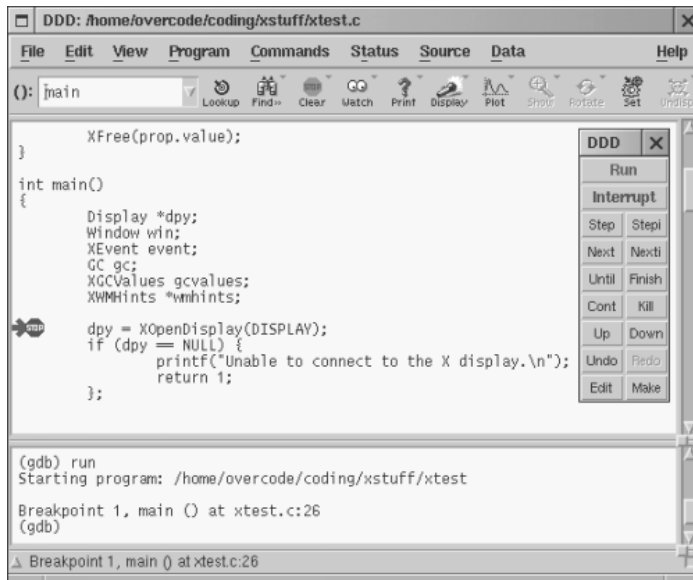 DDD: /home/overcode/coding/xstuff/xtest.c
File Edit View Program Commands Status Source Data Help
(): main
Lookup Find» Clear Watch Print Display Plot Show Rotate Set Undisp
XFree(prop.value);
}
int main()
{
Display *dpy;
Window win;
XEvent event;
GC gc;
XGCValues gcvalues;
XWMHints *wmhints;
STOP dpy = XOpenDisplay(DISPLAY);
if (dpy == NULL) {
printf("Unable to connect to the X display.\n");
return 1;
};
DDD
Run
Interrupt
Step Stepi
Next Nexti
Until Finish
Cont Kill
Up Down
Undo Redo
Edit Make
(gdb) run
Starting program: /home/overcode/coding/xstuff/xtest
Breakpoint 1, main () at xtest.c:26
(gdb)
Breakpoint 1, main () at xtest.c:26